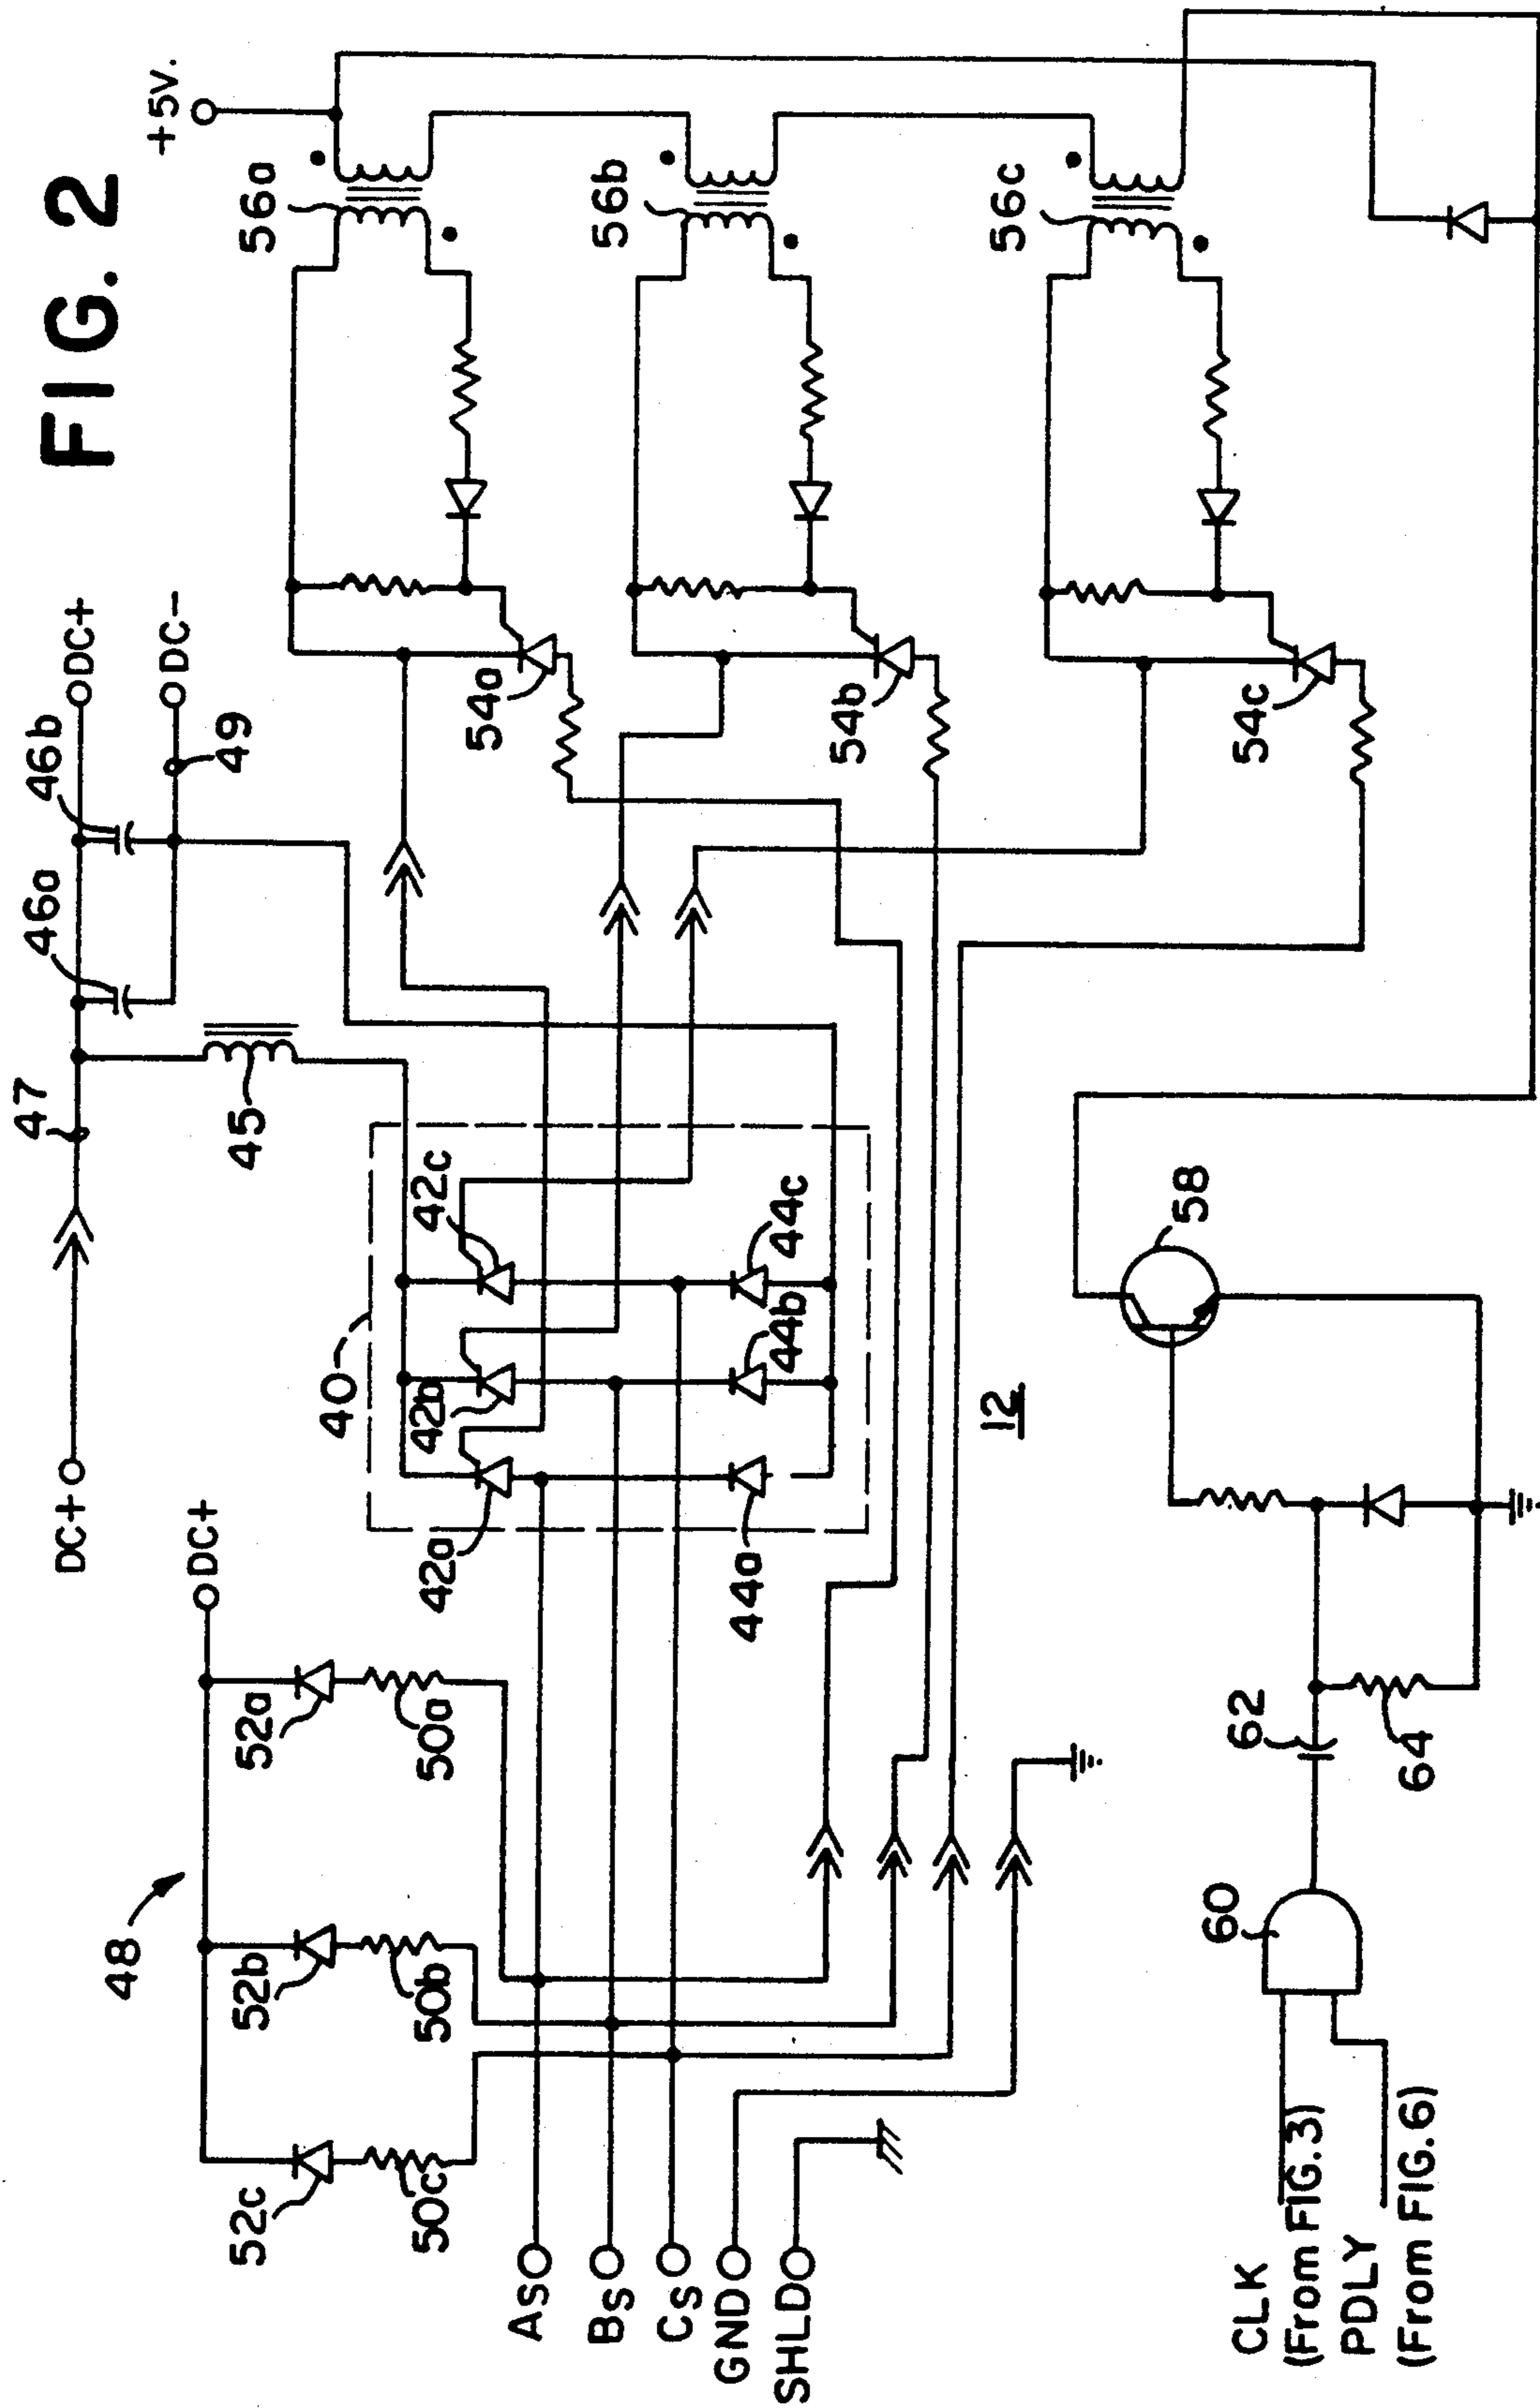 FIG. 2
+5V.
DC+
DC+
DC+
DC-
47
46a
46b
49
45
48
52c
52b
52a
50c
50b
50a
40
42a
42b
42c
44a
44b
44c
54a
54b
54c
56a
56b
56c
AS
BS
CS
GND
SHLD
12
58
60
62
64
CLK
(From FIG.3)
PDLY
(From FIG.6)